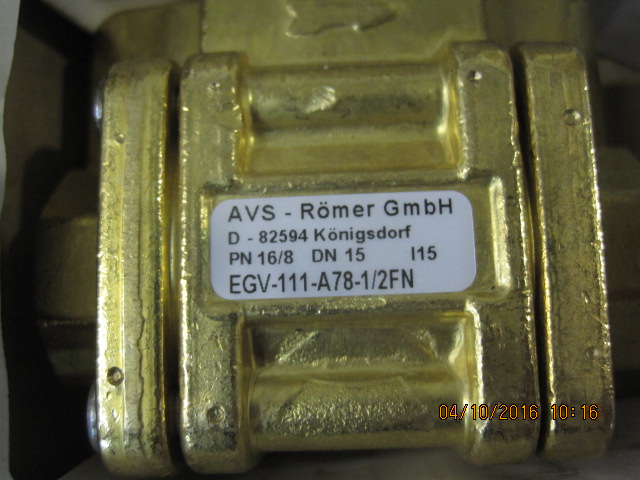 AVS - Römer GmbH
D - 82594 Königsdorf
PN 16/8 DN 15 I15
EGV-111-A78-1/2FN
04/10/2016 10:16